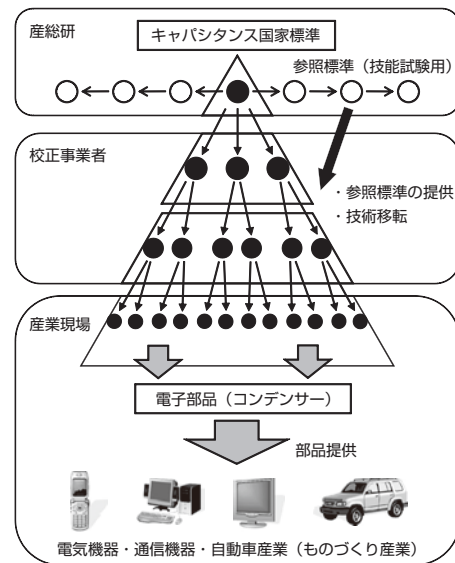 産総研
キャパシタンス国家標準
参照標準（技能試験用）
校正事業者
・参照標準の提供
・技術移転
産業現場
電子部品（コンデンサー）
部品提供
電気機器・通信機器・自動車産業（ものづくり産業）